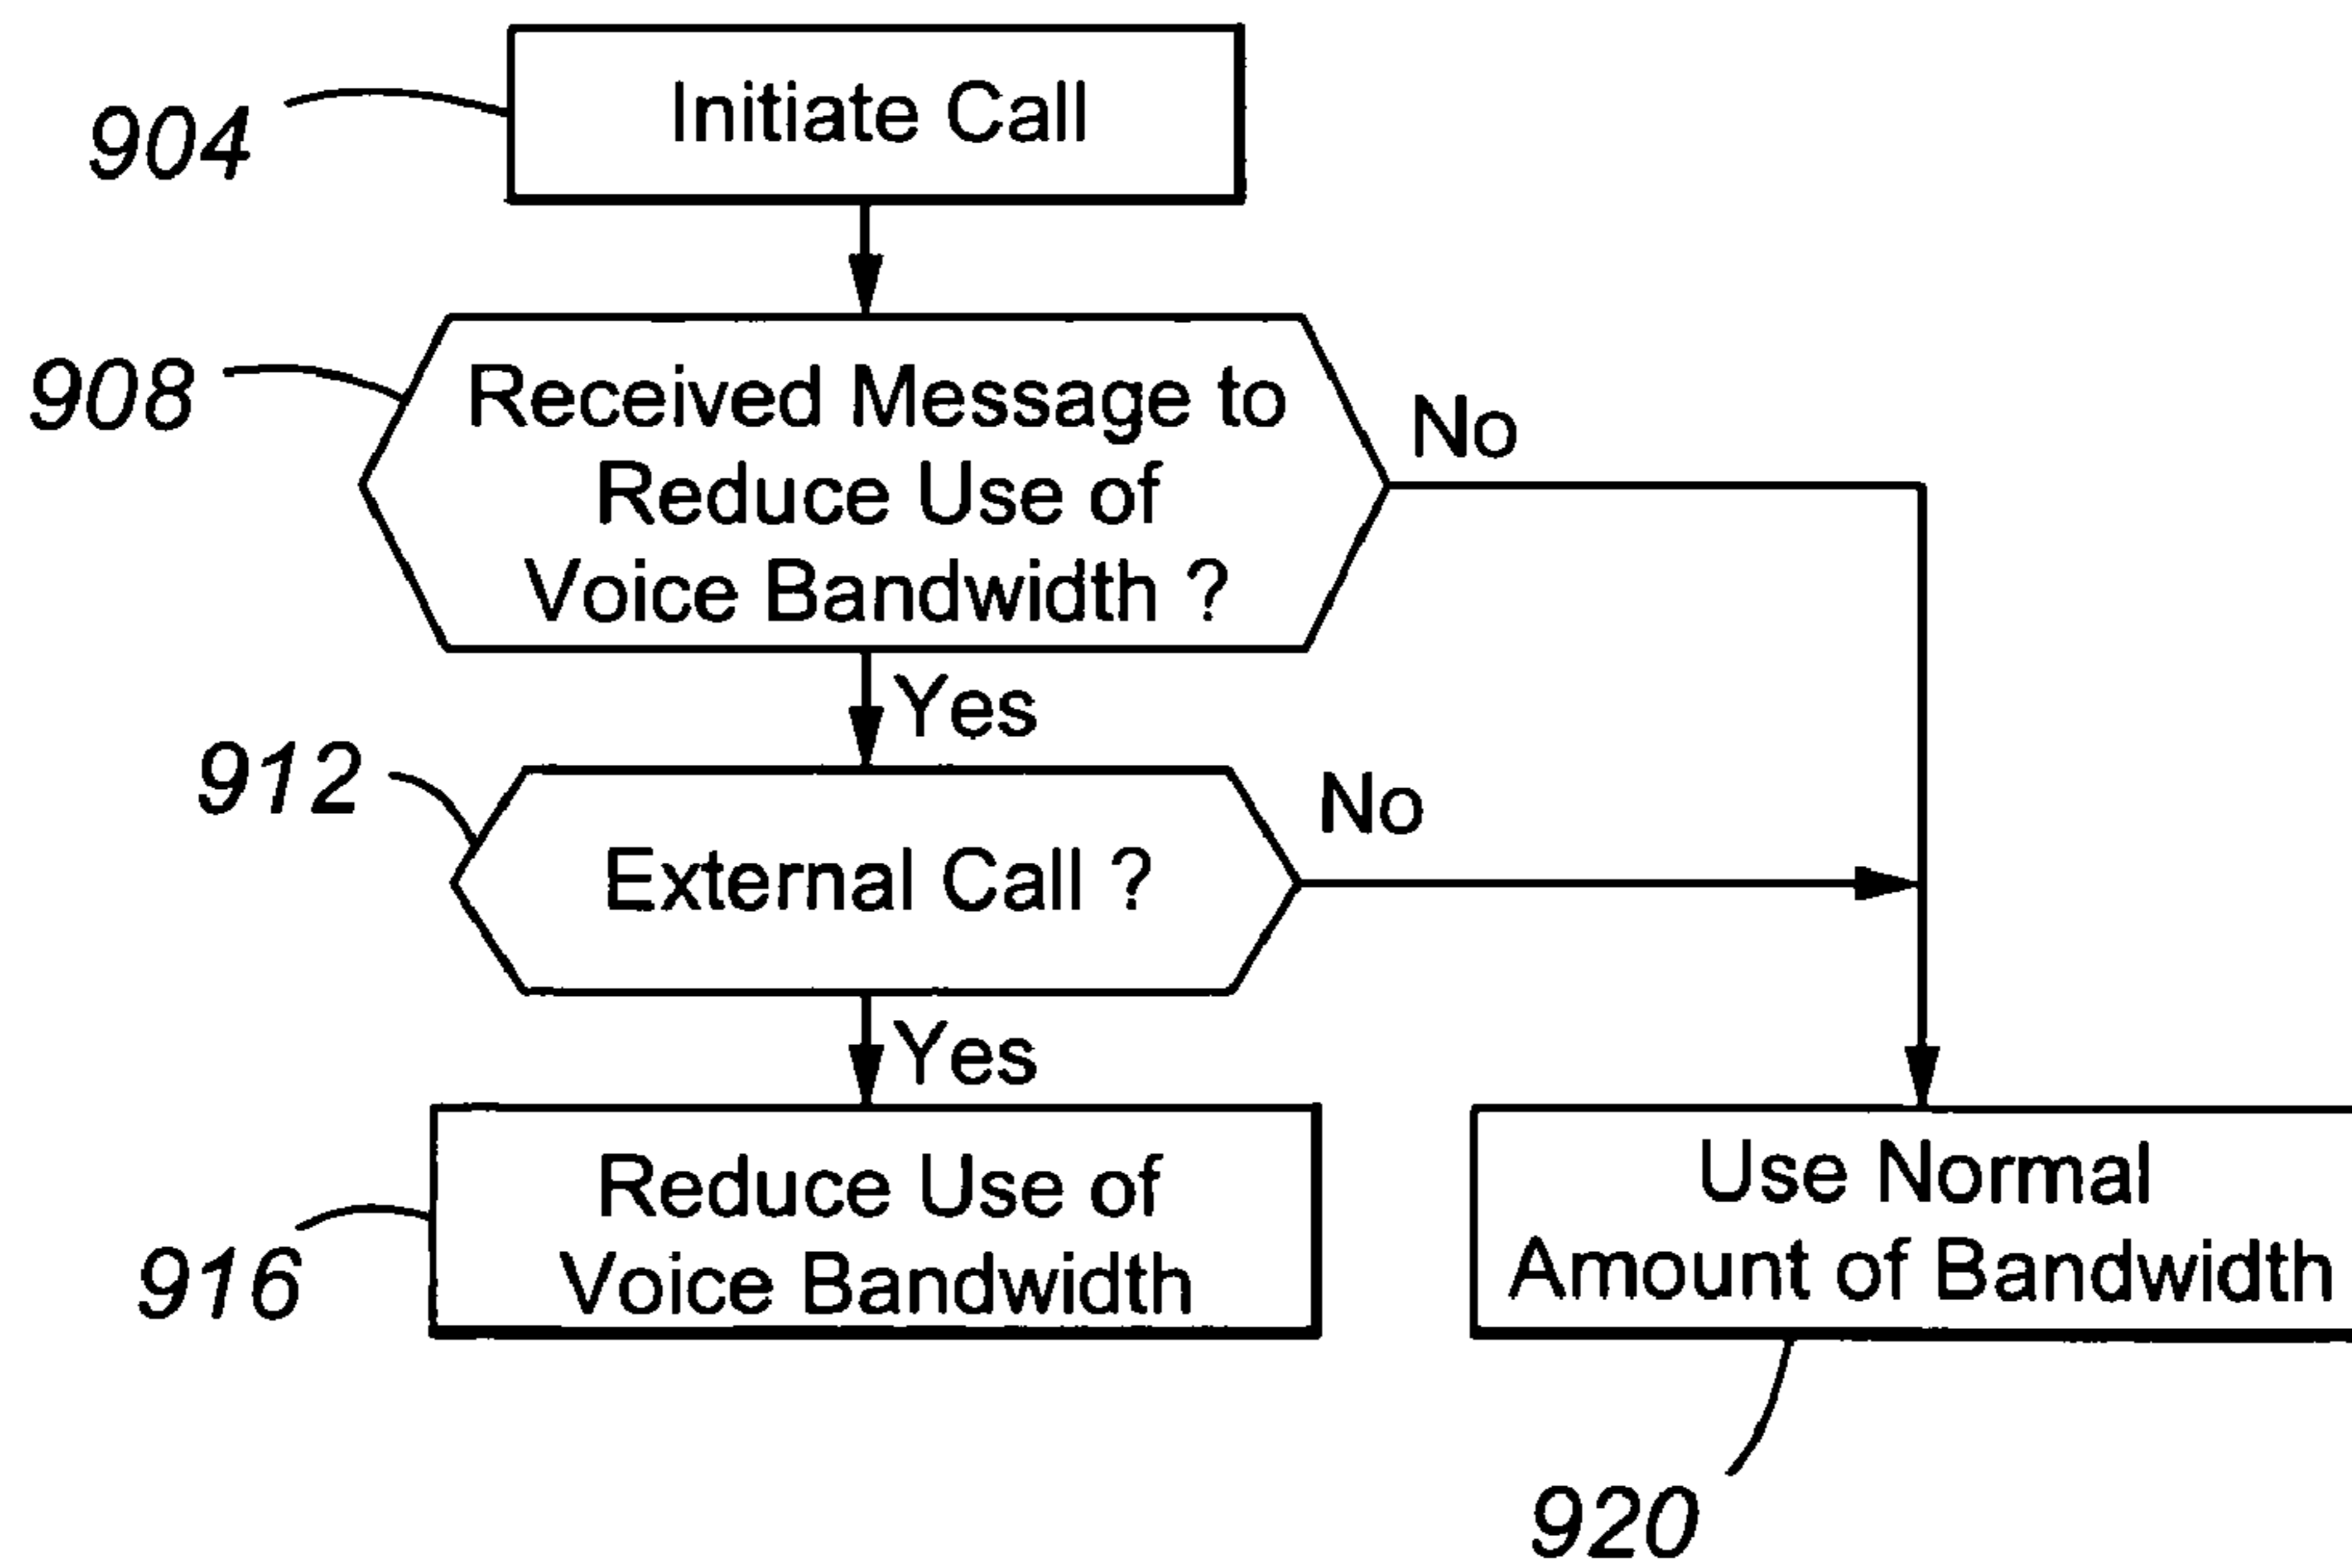 Initiate Call
904
Received Message to
Reduce Use of
Voice Bandwidth ?
908
No
Yes
912
External Call ?
No
Yes
Reduce Use of
Voice Bandwidth
916
Use Normal
Amount of Bandwidth
920